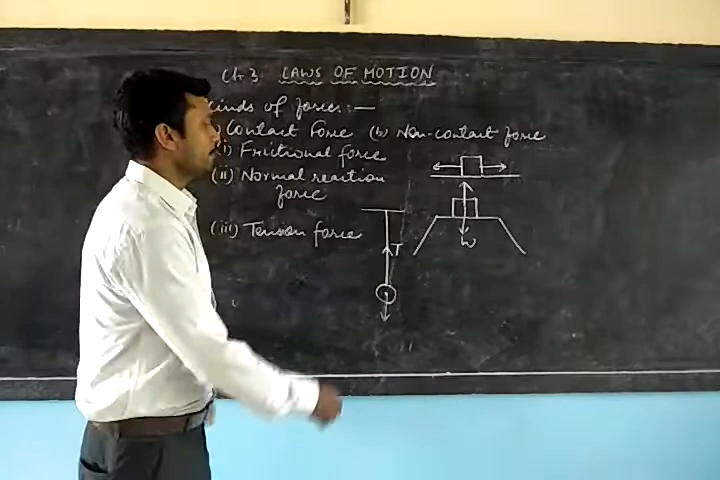 Ch 3 LAWS OF MOTION
Kinds of force :—
) Contact Force (b) Non-contact force
(i) Frictional force
(ii) Normal reaction
force
(iii) Tension force
T
W